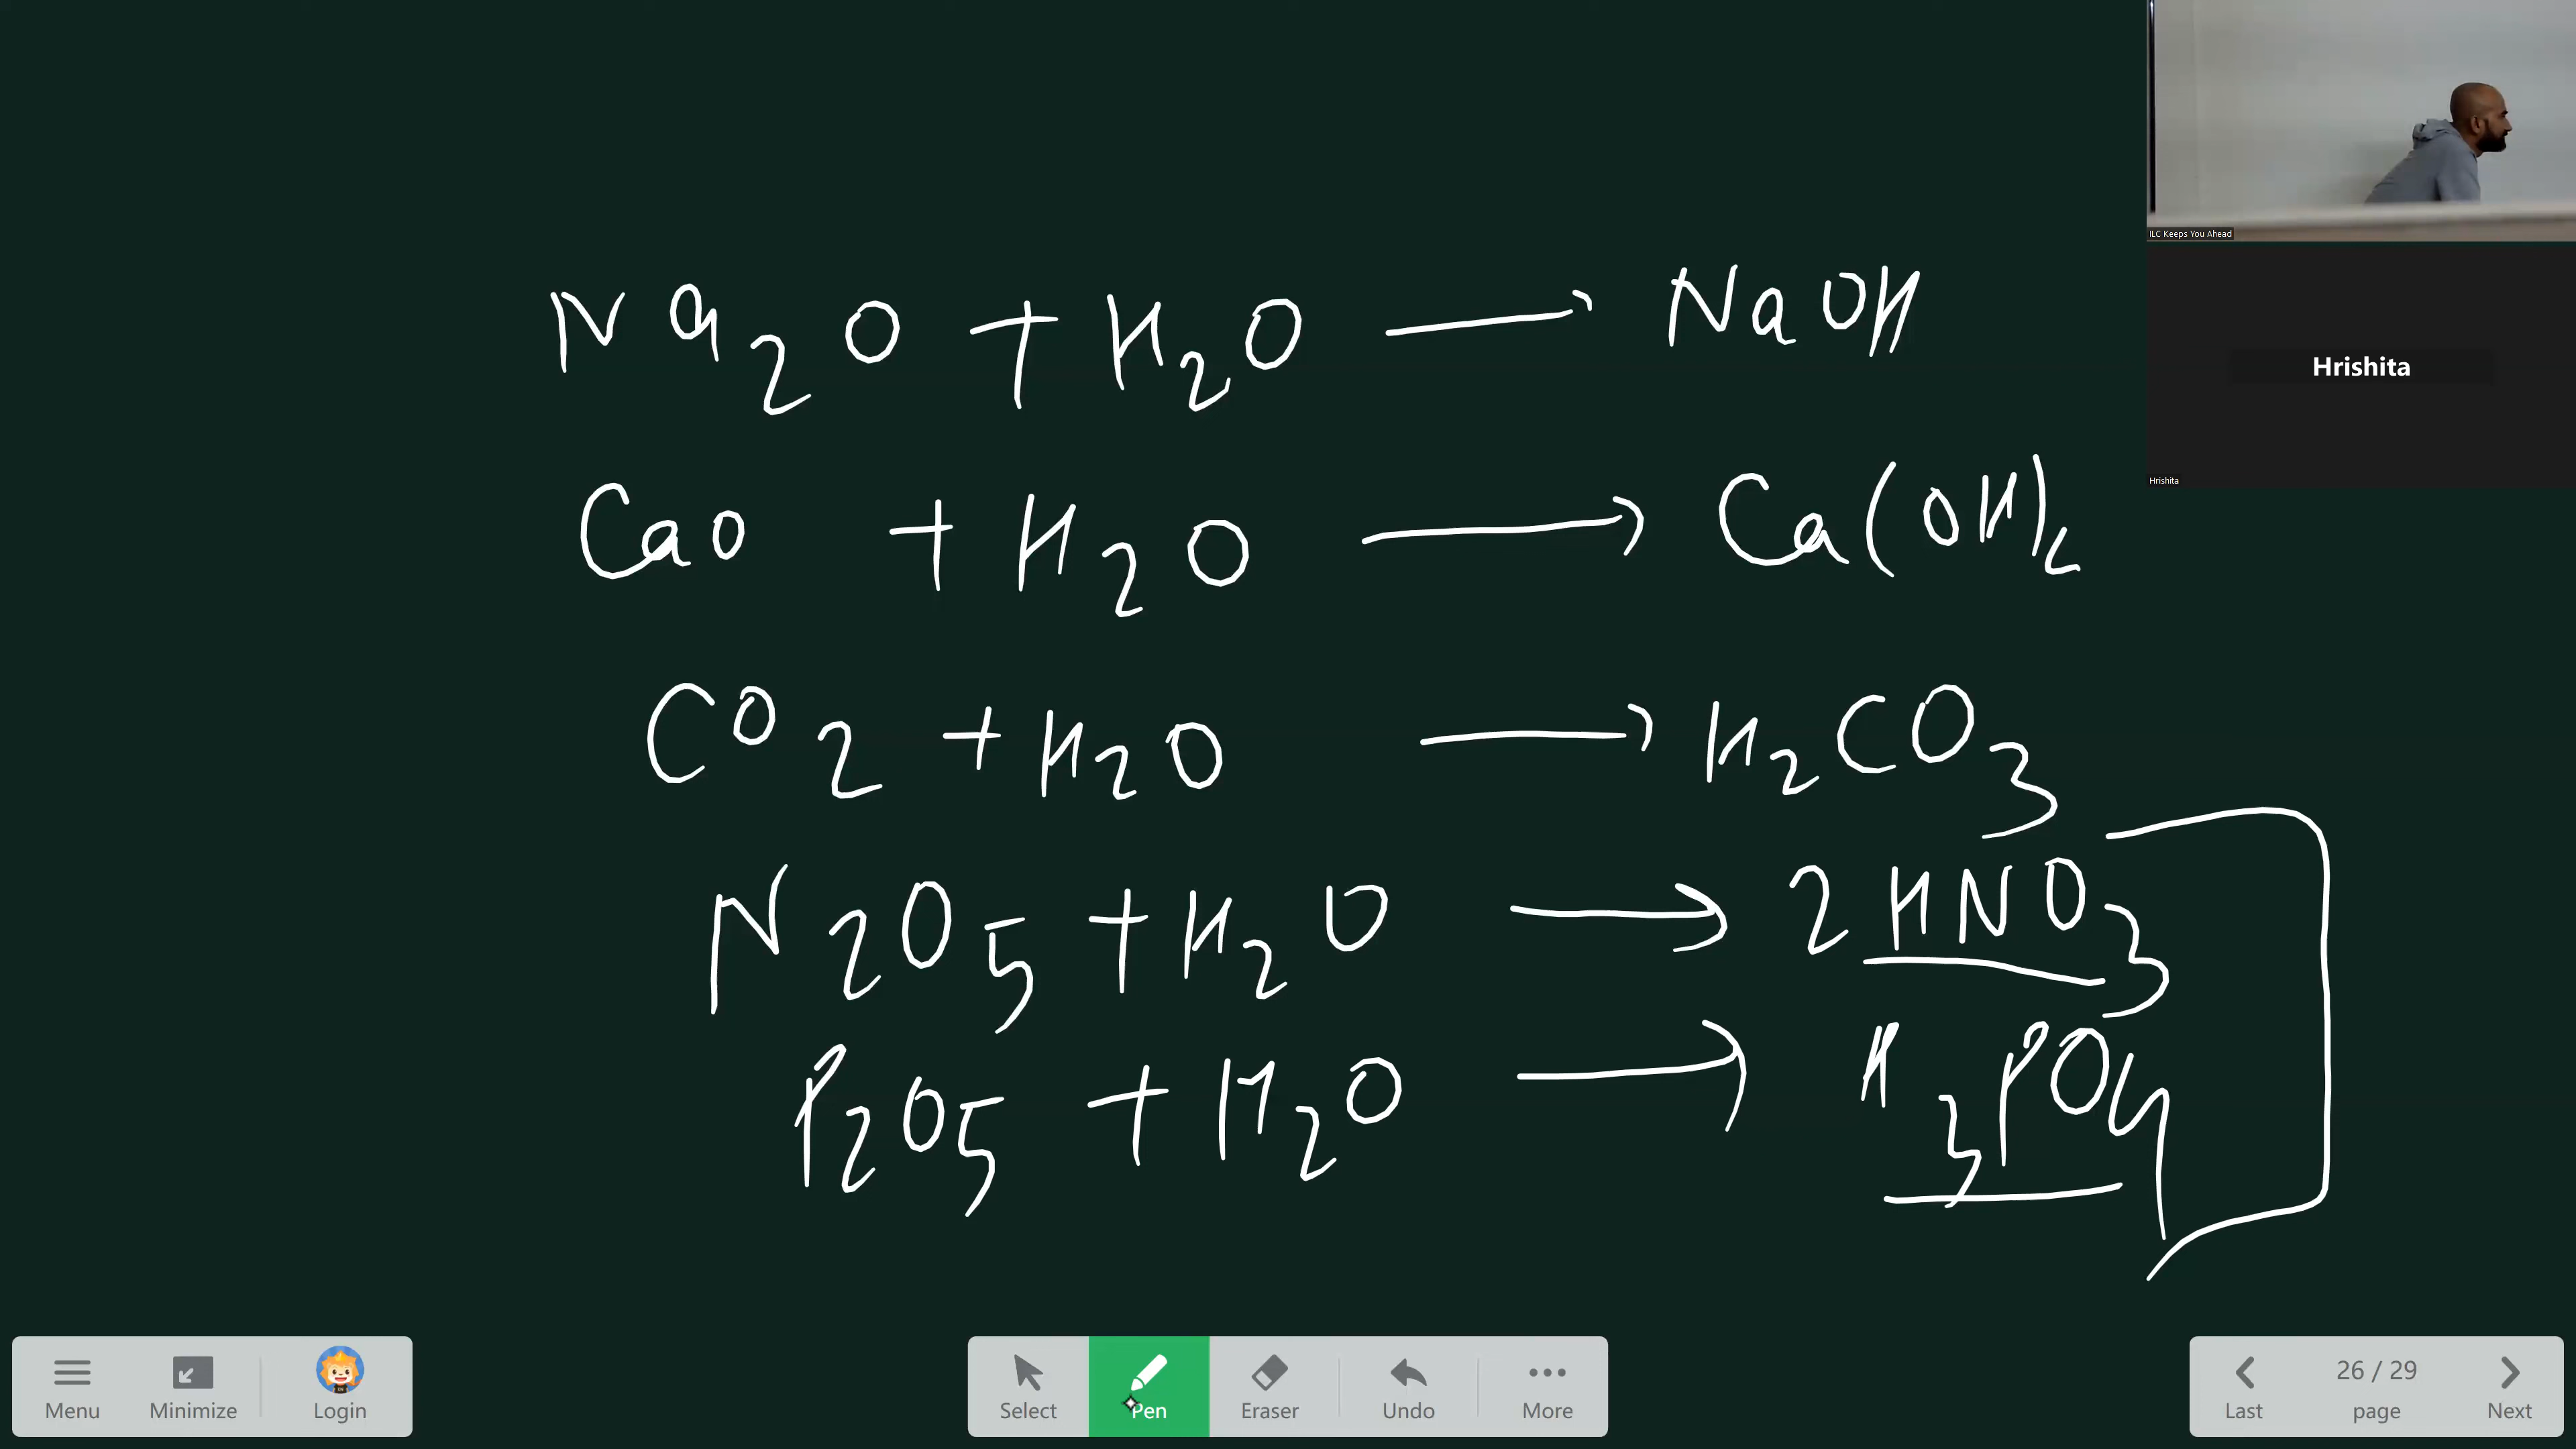 ILC Keeps You Ahead
Na₂O + H₂O → NaOH
Hrishita
Hrishita
CaO + H₂O → Ca(OH)₂
CO₂ + H₂O → H₂CO₃
N₂O₅ + H₂O → 2HNO₃
P₂O₅ + H₂O → H₃PO₄
Menu Minimize Login Select Pen Eraser Undo More Last 26 / 29 page Next